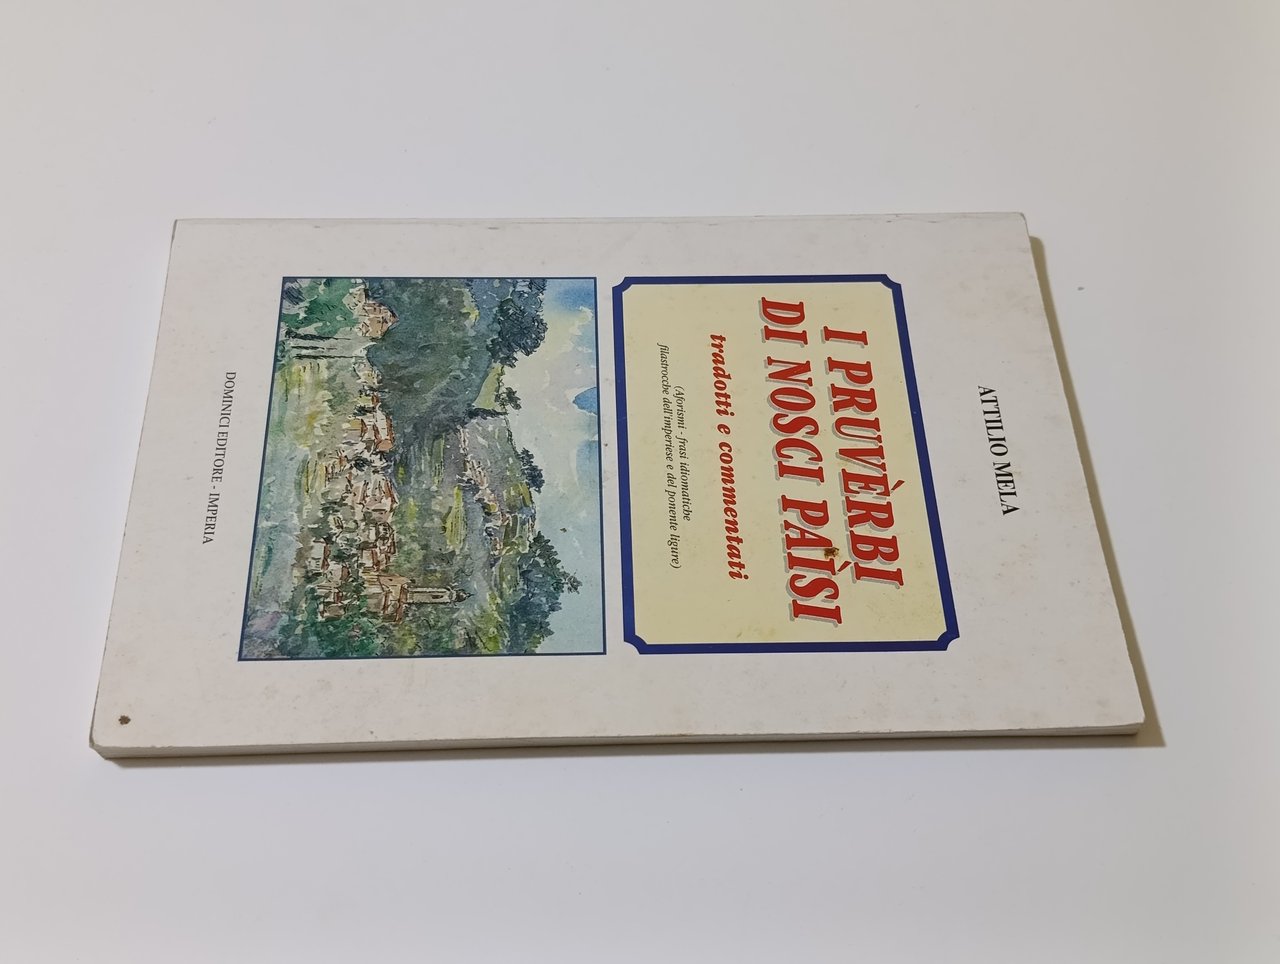 ATTILIO MELA
I PRUVÈRBI
DI NOSCI PAÍSI
tradotti e commentati
(Aforismi - frasi idiomatiche
filastrocche dell'imperiese e del ponente ligure)
DOMINICI EDITORE - IMPERIA